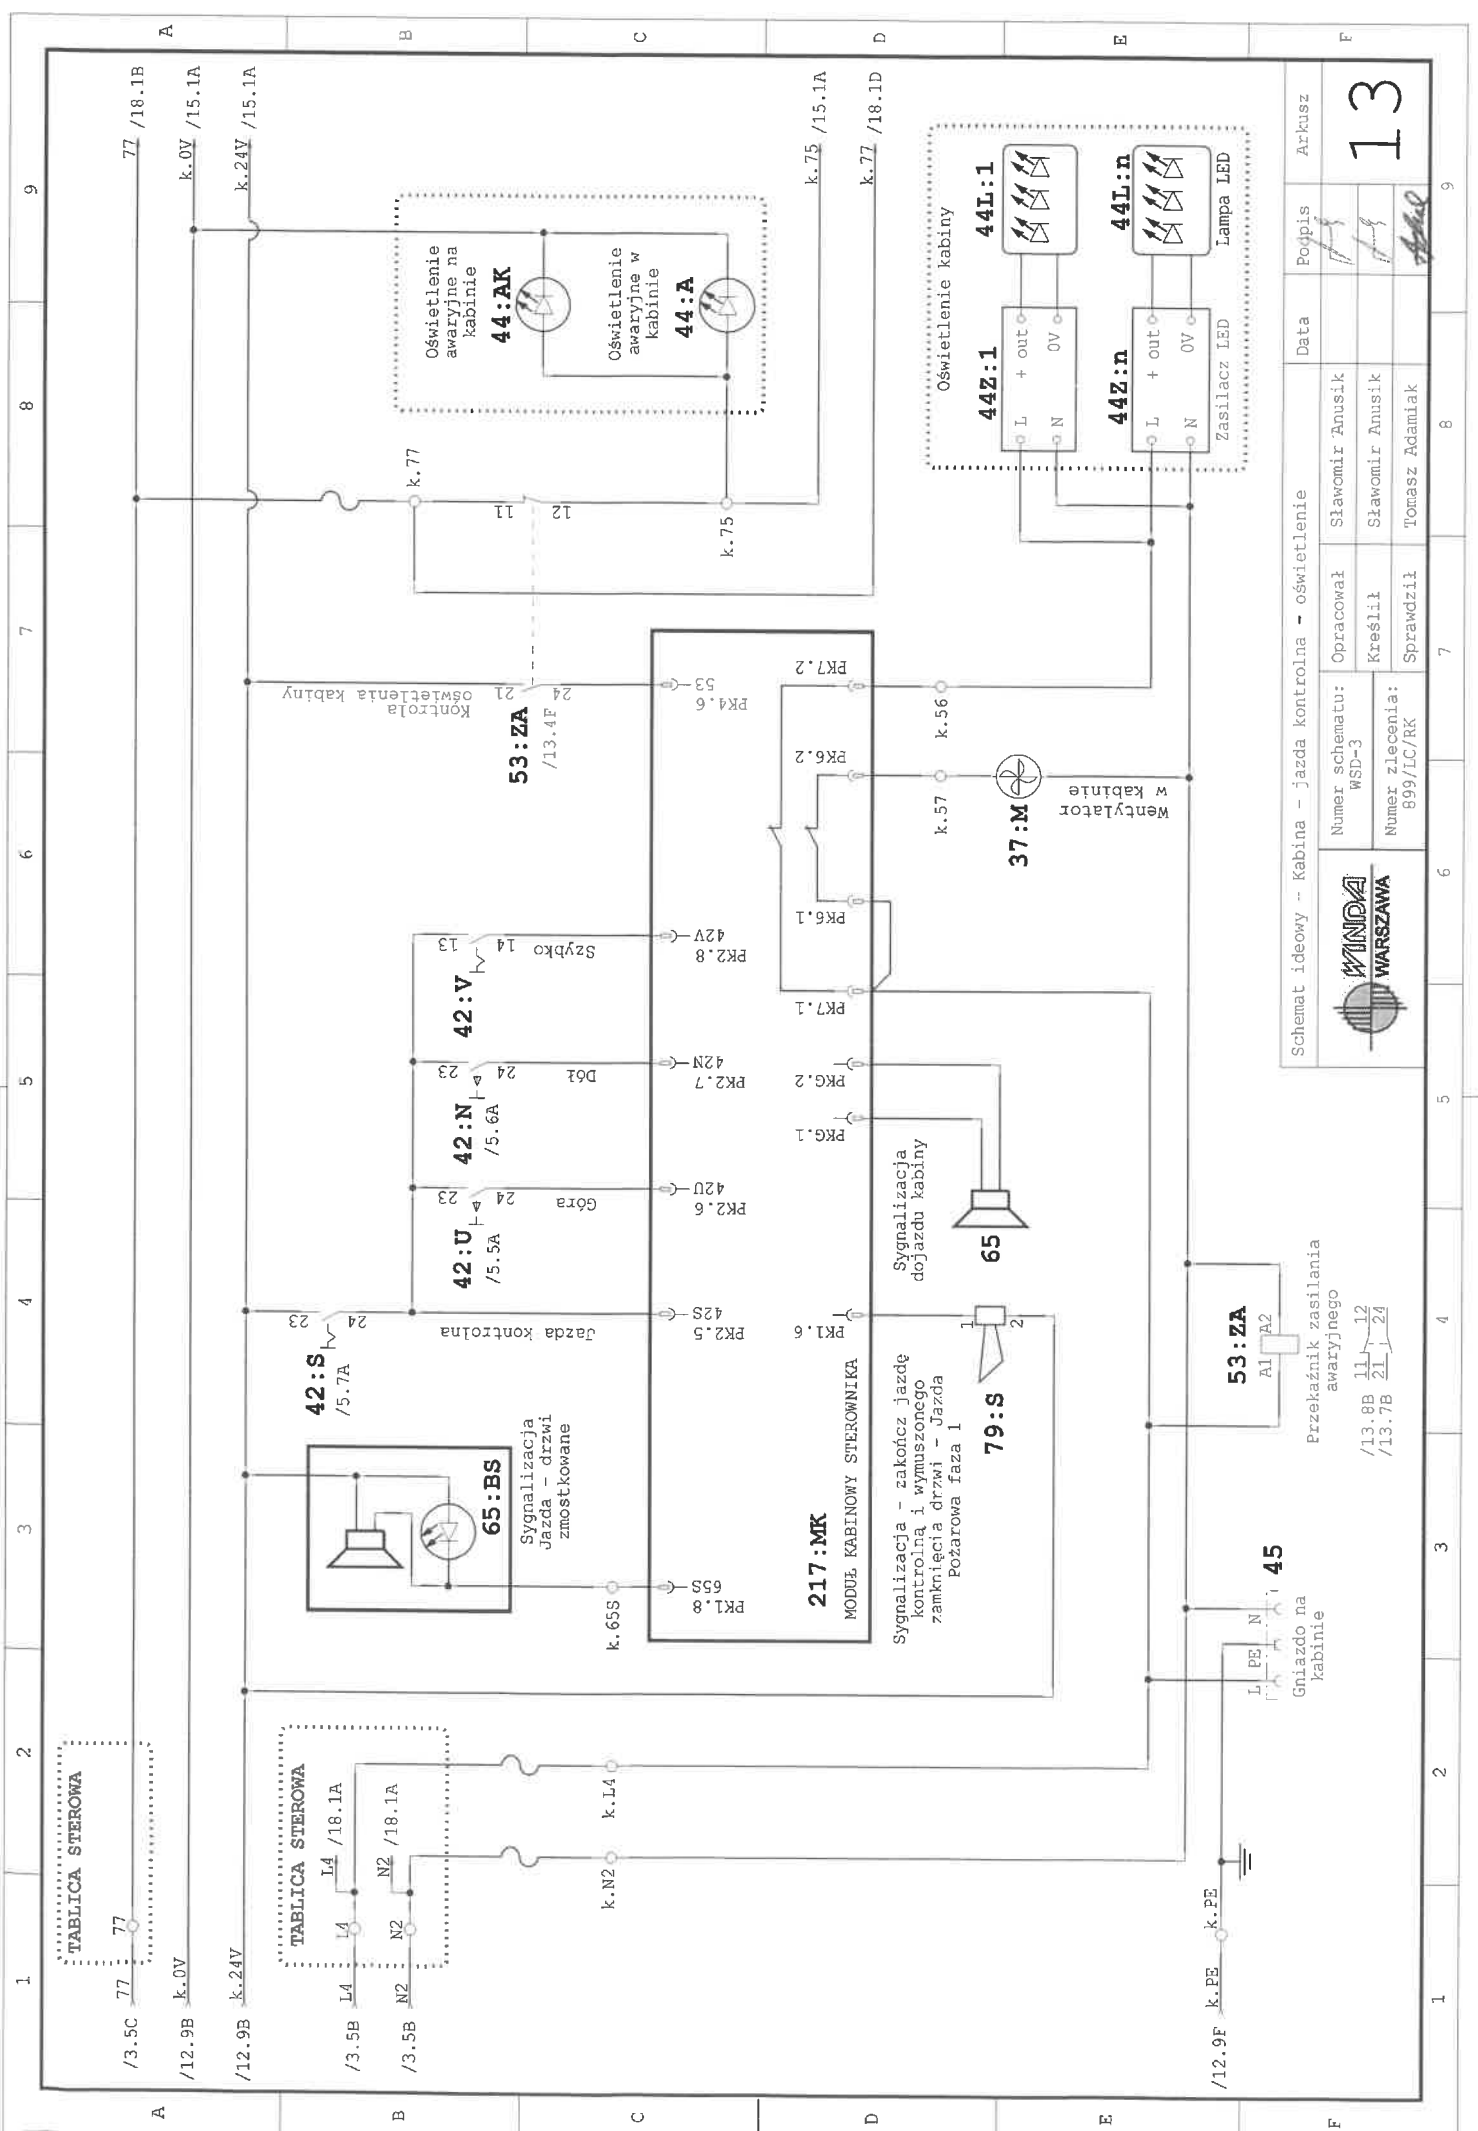 1 2 3 4 5 6 7 8 9
A
B
C
D
E
F
TABLICA STEROWA
/3.5C 77 77
77 /18.1B
/12.9B k.0V
k.0V /15.1A
/12.9B k.24V
k.24V /15.1A
TABLICA STEROWA
/3.5B L4 L4
L4 /18.1A
/3.5B N2 N2
N2 /18.1A
k.L4
k.N2
65:BS
Sygnalizacja
Jazda - drzwi
zmostkowane
k.65S
42:S
/5.7A
23
24
Jazda kontrolna
42:U
/5.5A
23
24
Góra
42:N
/5.6A
23
24
Dół
42:V
13
14
Szybko
Kontrola
oświetlenia kabiny
53:ZA
/13.4F
21
24
11
12
k.77
k.75
Oświetlenie
awaryjne na
kabinie
44:AK
Oświetlenie
awaryjne w
kabinie
44:A
k.75 /15.1A
k.77 /18.1D
65S
PK1.8
42S
PK2.5
42U
PK2.6
42N
PK2.7
42V
PK2.8
53
PK4.6
217:MK
MODUŁ KABINOWY STEROWNIKA
PK1.6
PKG.1
PKG.2
PK7.1
PK6.1
PK6.2
PK7.2
Sygnalizacja - zakończ jazdę
kontrolną i wymuszonego
zamknięcia drzwi - Jazda
Pożarowa faza 1
79:S
1
2
Sygnalizacja
dojazdu kabiny
65
k.57
k.56
37:M
Wentylator
w kabinie
Oświetlenie kabiny
44Z:1
L + out
N 0V
44L:1
44Z:n
L + out
N 0V
Zasilacz LED
44L:n
Lampa LED
/12.9F k.PE k.PE
L PE N
45
Gniazdo na
kabinie
53:ZA
A1 A2
Przekaźnik zasilania
awaryjnego
/13.8B 11 12
/13.7B 21 24
Schemat ideowy -- Kabina - jazda kontrolna - oświetlenie
Data
Podpis
Arkusz
WINDA
WARSZAWA
Numer schematu:
WSD-3
Numer zlecenia:
899/LC/RK
Opracował Sławomir Anusik
Kreślił Sławomir Anusik
Sprawdził Tomasz Adamiak
13
1 2 3 4 5 6 7 8 9
A
B
C
D
E
F